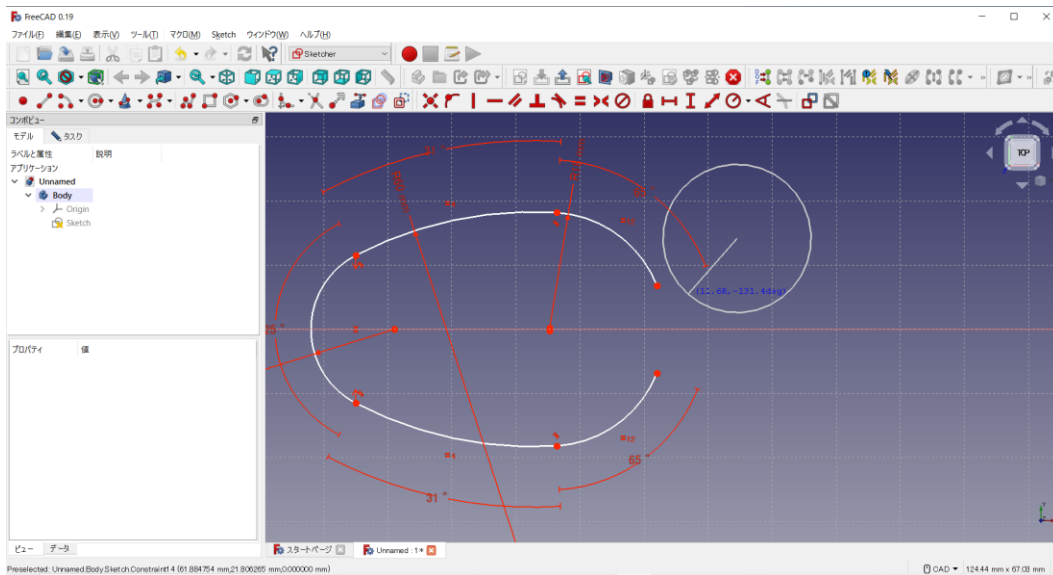 FreeCAD 0.19
ファイル(F) 編集(E) 表示(V) ツール(T) マクロ(M) Sketch ウィンドウ(W) ヘルプ(H)
Sketcher
コンボビュー
モデル タスク
ラベルと属性 説明
アプリケーション
Unnamed
Body
Origin
Sketch
プロパティ 値
ビュー データ
TOP
(12.6R,-131.4deg)
65 °
31 °
スタートページ
Unnamed : 1*
Preselected: Unnamed.Body.Sketch.Constraint14 (61.884754 mm,21.806265 mm,0.000000 mm)
CAD
124.44 mm x 67.03 mm